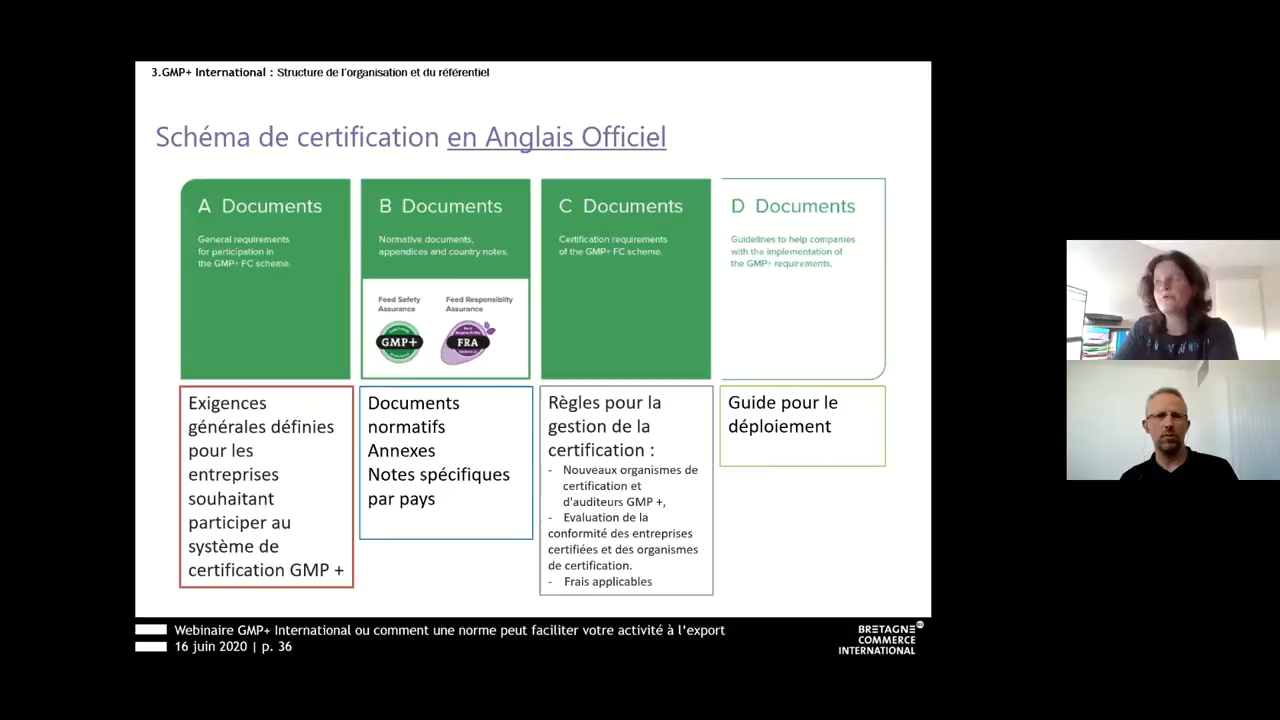 3.GMP+ International : Structure de l'organisation et du référentiel
Schéma de certification en Anglais Officiel
A Documents
General requirements
for participation in
the GMP+ FC scheme.
B Documents
Normative documents,
appendices and country notes.
Feed Safety
Assurance
Feed Responsibility
Assurance
GMP+
FRA
C Documents
Certification requirements
of the GMP+ FC scheme.
D Documents
Guidelines to help companies
with the implementation of
the GMP+ requirements.
Exigences
générales définies
pour les
entreprises
souhaitant
participer au
système de
certification GMP +
Documents
normatifs
Annexes
Notes spécifiques
par pays
Règles pour la
gestion de la
certification :
- Nouveaux organismes de
certification et
d'auditeurs GMP +,
- Evaluation de la
conformité des entreprises
certifiées et des organismes
de certification.
- Frais applicables
Guide pour le
déploiement
Webinaire GMP+ International ou comment une norme peut faciliter votre activité à l'export
16 juin 2020 | p. 36
BRETAGNE
COMMERCE
INTERNATIONAL